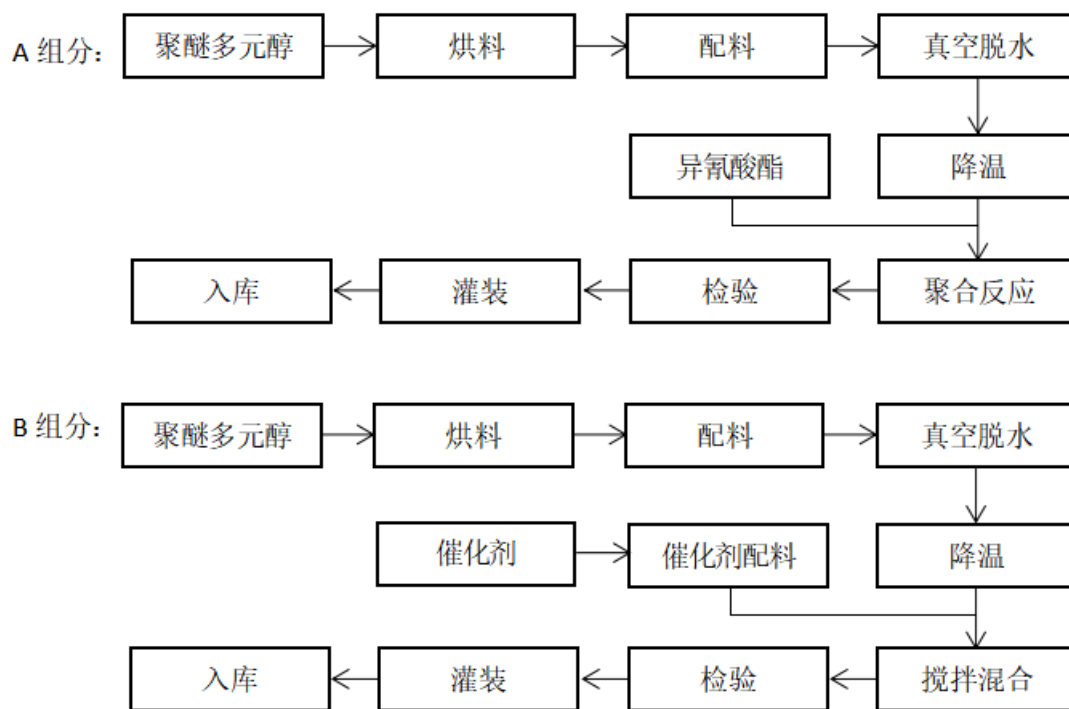 A 组分：
聚醚多元醇
烘料
配料
真空脱水
异氰酸酯
降温
入库
灌装
检验
聚合反应
B 组分：
聚醚多元醇
烘料
配料
真空脱水
催化剂
催化剂配料
降温
入库
灌装
检验
搅拌混合